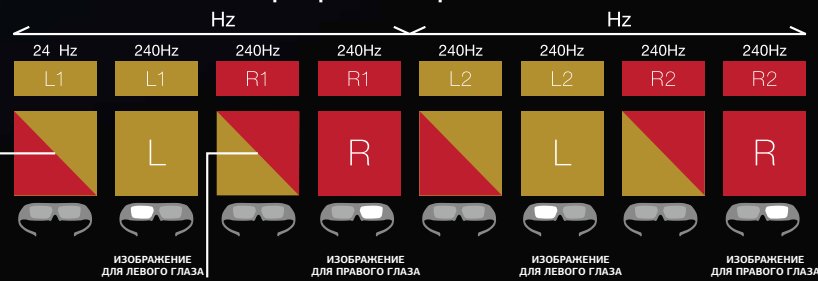 Hz Hz
24 Hz 240Hz 240Hz 240Hz 240Hz 240Hz 240Hz 240Hz
L1 L1 R1 R1 L2 L2 R2 R2
L R L R
ИЗОБРАЖЕНИЕ ИЗОБРАЖЕНИЕ ИЗОБРАЖЕНИЕ ИЗОБРАЖЕНИЕ
ДЛЯ ЛЕВОГО ГЛАЗА ДЛЯ ПРАВОГО ГЛАЗА ДЛЯ ЛЕВОГО ГЛАЗА ДЛЯ ПРАВОГО ГЛАЗА